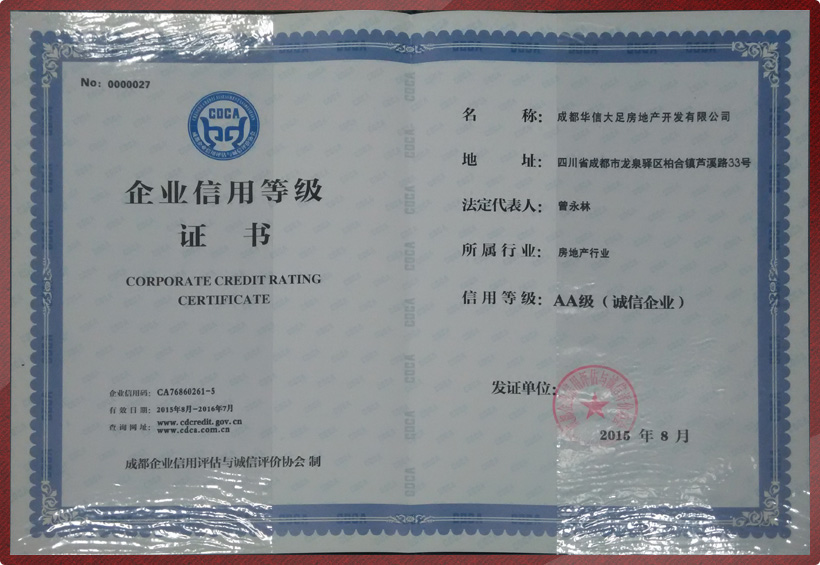 No: 0000027
CDCA
企业信用等级
证 书
CORPORATE CREDIT RATING
CERTIFICATE
企业信用码: CA76860261-5
有效日期: 2015年8月-2016年7月
查询网址: www.cdcredit.gov.cn
www.cdca.com.cn
成都企业信用评估与诚信评价协会 制
名 称: 成都华信大足房地产开发有限公司
地 址: 四川省成都市龙泉驿区柏合镇芦溪路33号
法定代表人: 曾永林
所属行业: 房地产行业
信用等级: AA级（诚信企业）
发证单位:
2015 年 8 月